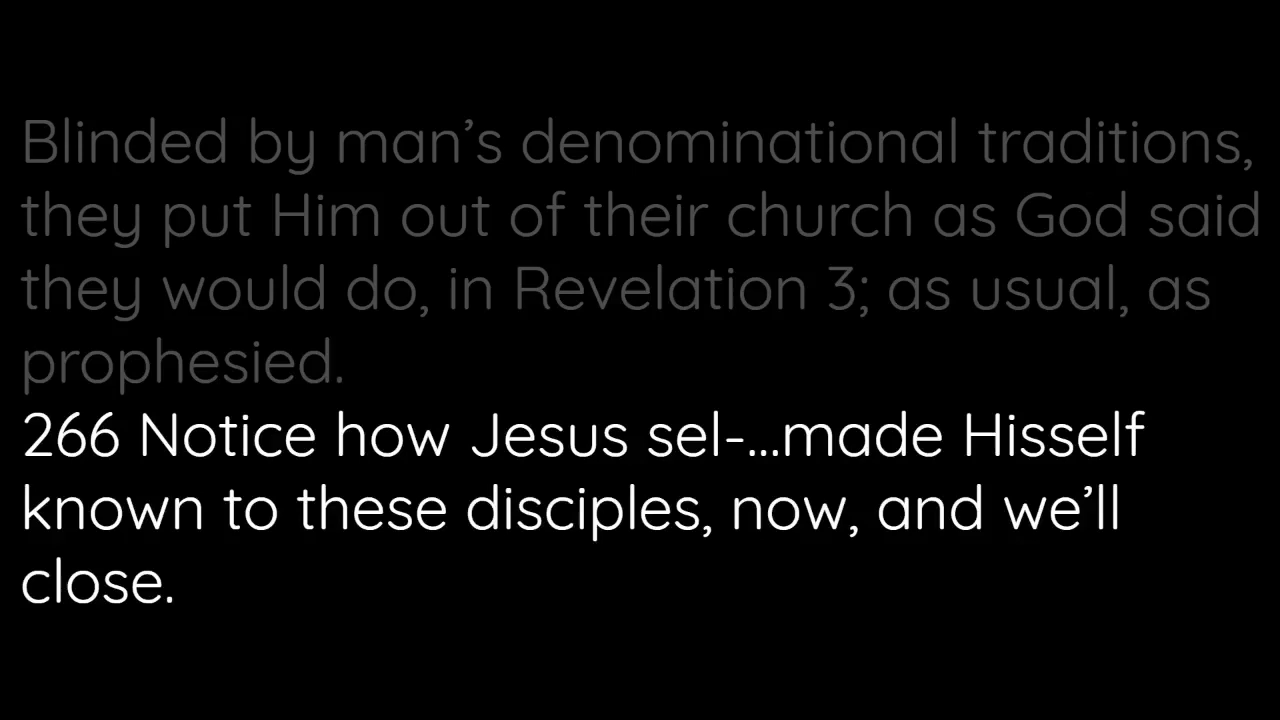 Blinded by man’s denominational traditions,
they put Him out of their church as God said
they would do, in Revelation 3; as usual, as
prophesied.
266 Notice how Jesus sel-...made Hisself
known to these disciples, now, and we’ll
close.